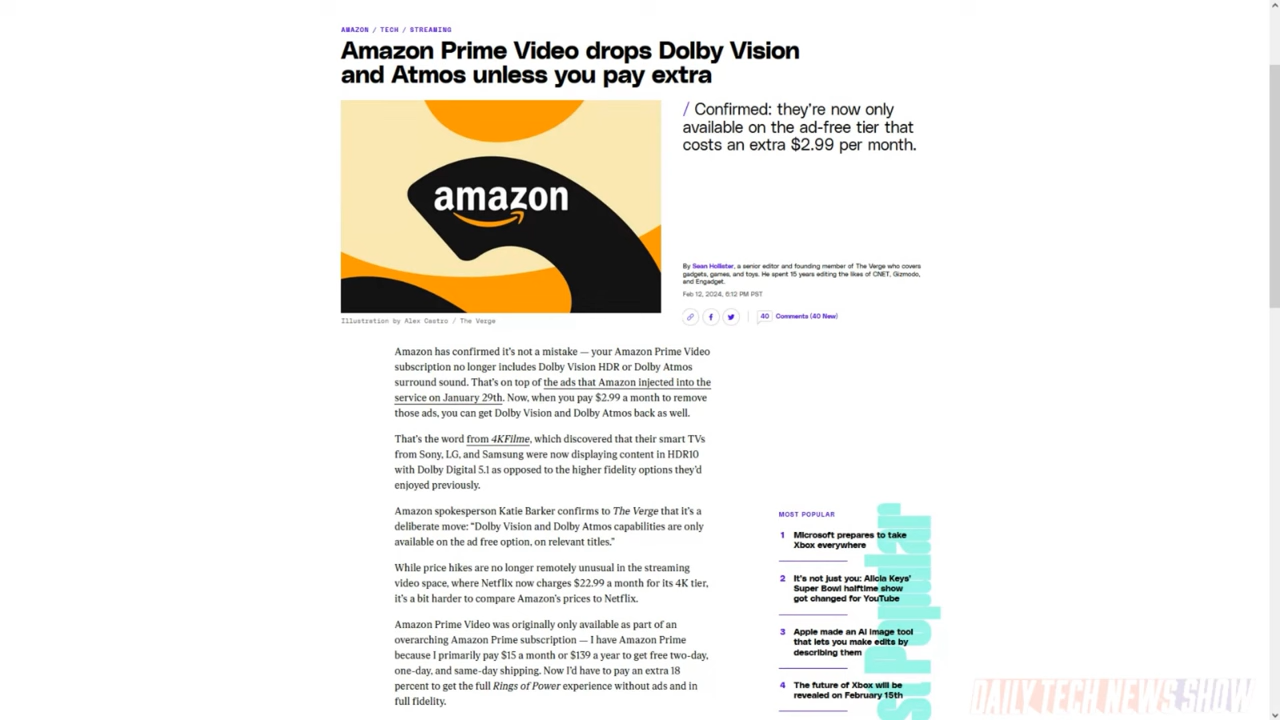 AMAZON / TECH / STREAMING
Amazon Prime Video drops Dolby Vision
and Atmos unless you pay extra
amazon
/ Confirmed: they're now only
available on the ad-free tier that
costs an extra $2.99 per month.
By Sean Hollister, a senior editor and founding member of The Verge who covers
gadgets, games, and toys. He spent 15 years editing the likes of CNET, Gizmodo,
and Engadget.
Feb 12, 2024, 6:12 PM PST
40 Comments (40 New)
Illustration by Alex Castro / The Verge
Amazon has confirmed it's not a mistake — your Amazon Prime Video
subscription no longer includes Dolby Vision HDR or Dolby Atmos
surround sound. That's on top of the ads that Amazon injected into the
service on January 29th. Now, when you pay $2.99 a month to remove
those ads, you can get Dolby Vision and Dolby Atmos back as well.
That's the word from 4KFilme, which discovered that their smart TVs
from Sony, LG, and Samsung were now displaying content in HDR10
with Dolby Digital 5.1 as opposed to the higher fidelity options they'd
enjoyed previously.
Amazon spokesperson Katie Barker confirms to The Verge that it's a
deliberate move: “Dolby Vision and Dolby Atmos capabilities are only
available on the ad free option, on relevant titles.”
While price hikes are no longer remotely unusual in the streaming
video space, where Netflix now charges $22.99 a month for its 4K tier,
it's a bit harder to compare Amazon's prices to Netflix.
Amazon Prime Video was originally only available as part of an
overarching Amazon Prime subscription — I have Amazon Prime
because I primarily pay $15 a month or $139 a year to get free two-day,
one-day, and same-day shipping. Now I'd have to pay an extra 18
percent to get the full Rings of Power experience without ads and in
full fidelity.
MOST POPULAR
1 Microsoft prepares to take
Xbox everywhere
2 It's not just you: Alicia Keys'
Super Bowl halftime show
got changed for YouTube
3 Apple made an AI image tool
that lets you make edits by
describing them
4 The future of Xbox will be
revealed on February 15th
st Popular
DAILY TECH NEWS SHOW